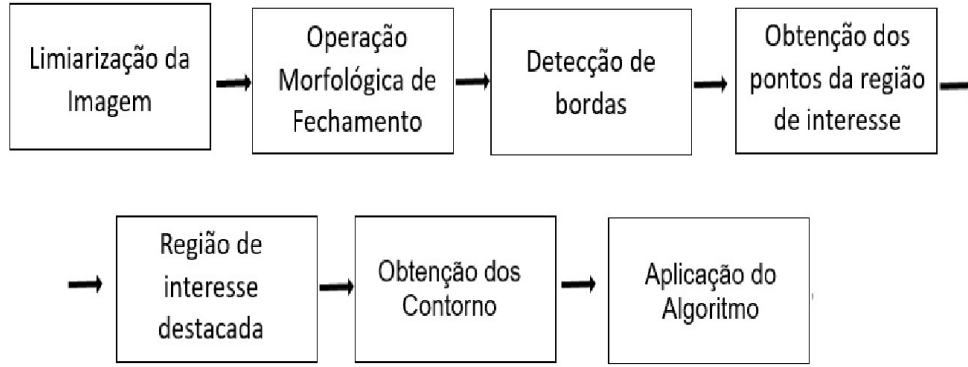 Limiarização da
Imagem
Operação
Morfológica de
Fechamento
Detecção de
bordas
Obtenção dos
pontos da região
de interesse
Região de
interesse
destacada
Obtenção dos
Contorno
Aplicação do
Algoritmo